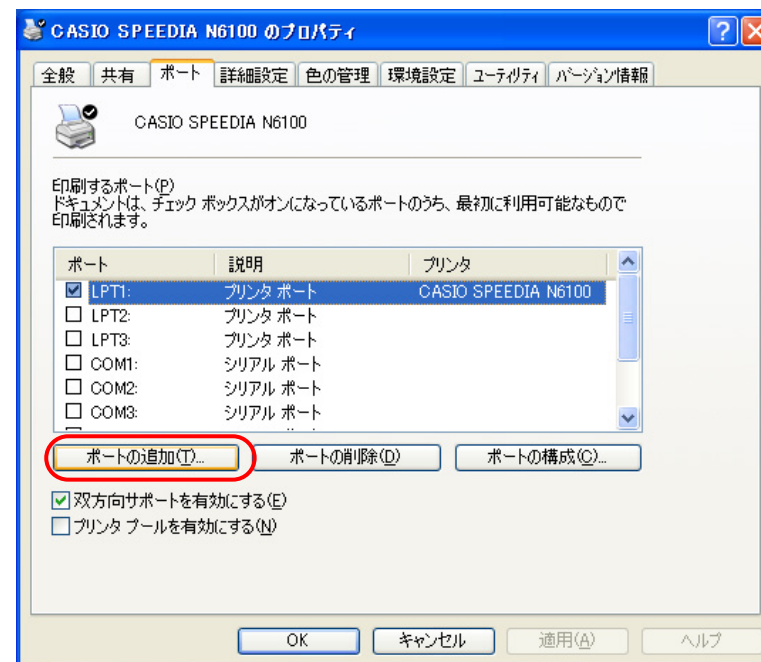 CASIO SPEEDIA N6100 のプロパティ
全般 共有 ポート 詳細設定 色の管理 環境設定 ユーティリティ バージョン情報
CASIO SPEEDIA N6100
印刷するポート(P)
ドキュメントは、チェック ボックスがオンになっているポートのうち、最初に利用可能なもので
印刷されます。
ポート 説明 プリンタ
LPT1: プリンタ ポート CASIO SPEEDIA N6100
LPT2: プリンタ ポート
LPT3: プリンタ ポート
COM1: シリアル ポート
COM2: シリアル ポート
COM3: シリアル ポート
ポートの追加(T)... ポートの削除(D) ポートの構成(C)...
双方向サポートを有効にする(E)
プリンタ プールを有効にする(N)
OK キャンセル 適用(A) ヘルプ